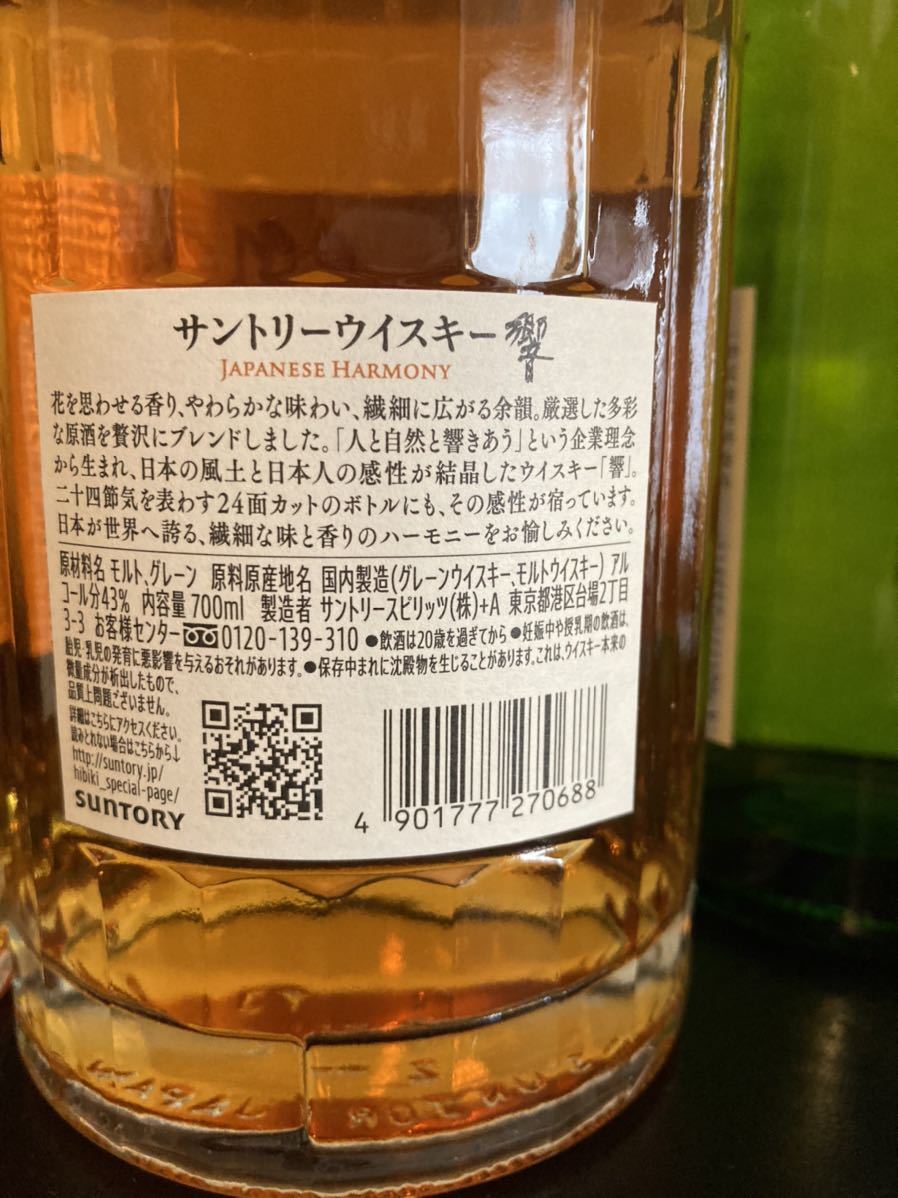 サントリーウイスキー響
JAPANESE HARMONY
花を思わせる香り、やわらかな味わい、繊細に広がる余韻。厳選した多彩
な原酒を贅沢にブレンドしました。「人と自然と響きあう」という企業理念
から生まれ、日本の風土と日本人の感性が結晶したウイスキー「響」。
二十四節気を表わす24面カットのボトルにも、その感性が宿っています。
日本が世界へ誇る、繊細な味と香りのハーモニーをお愉しみください。
原材料名 モルト、グレーン 原料原産地名 国内製造(グレーンウイスキー、モルトウイスキー) アル
コール分43% 内容量 700ml 製造者 サントリースピリッツ(株)+A 東京都港区台場2丁目
3-3 お客様センター 0120-139-310 ●飲酒は20歳を過ぎてから ●妊娠中や授乳期の飲酒は、
胎児・乳児の発育に悪影響を与えるおそれがあります。●保存中まれに沈殿物を生じることがあります。これは、ウイスキー本来の
微量成分が析出したもので、
品質上問題ございません。
詳細はこちらにアクセスください。
読みとれない場合はこちらから↓
http://suntory.jp/
hibiki_special-page/
SUNTORY
4 901777 270688